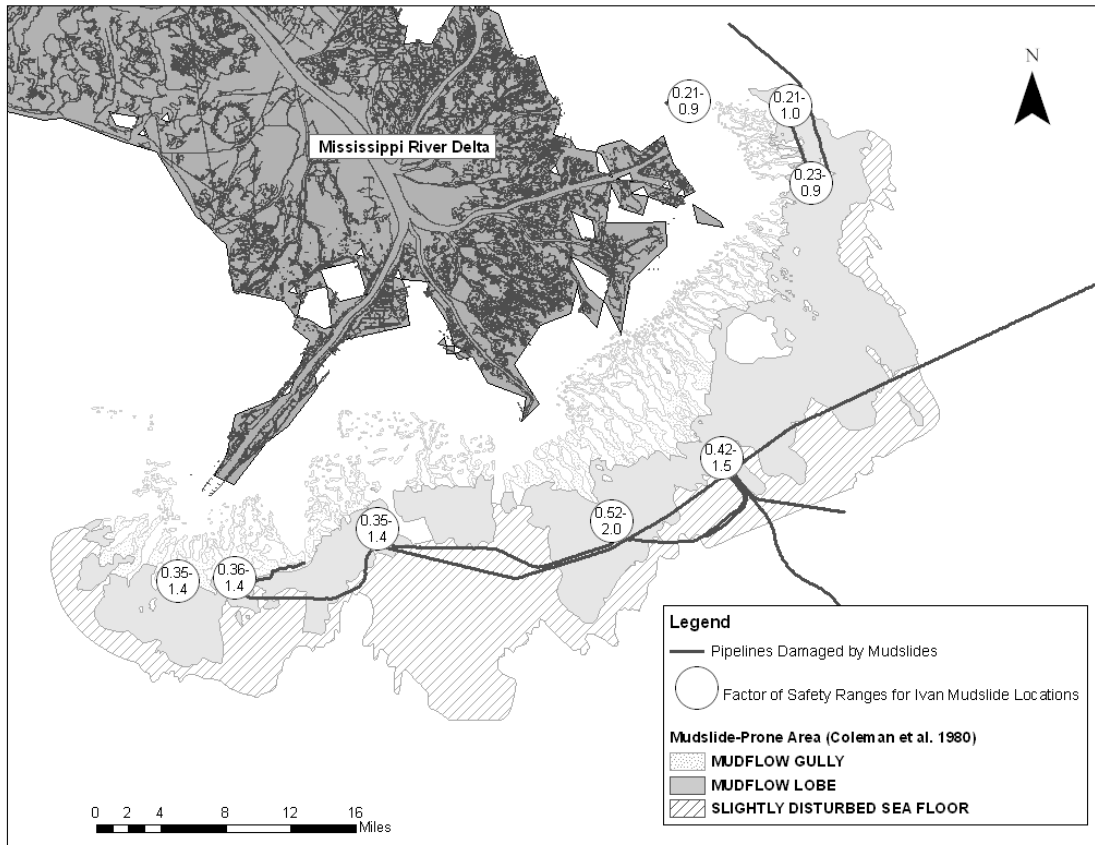 N
0.21-
0.9
0.21-
1.0
Mississippi River Delta
0.23-
0.9
0.42-
1.5
0.52-
2.0
0.35-
1.4
0.35-
1.4
0.36-
1.4
Legend
Pipelines Damaged by Mudslides
Factor of Safety Ranges for Ivan Mudslide Locations
Mudslide-Prone Area (Coleman et al. 1980)
MUDFLOW GULLY
MUDFLOW LOBE
SLIGHTLY DISTURBED SEA FLOOR
0 2 4 8 12 16
Miles